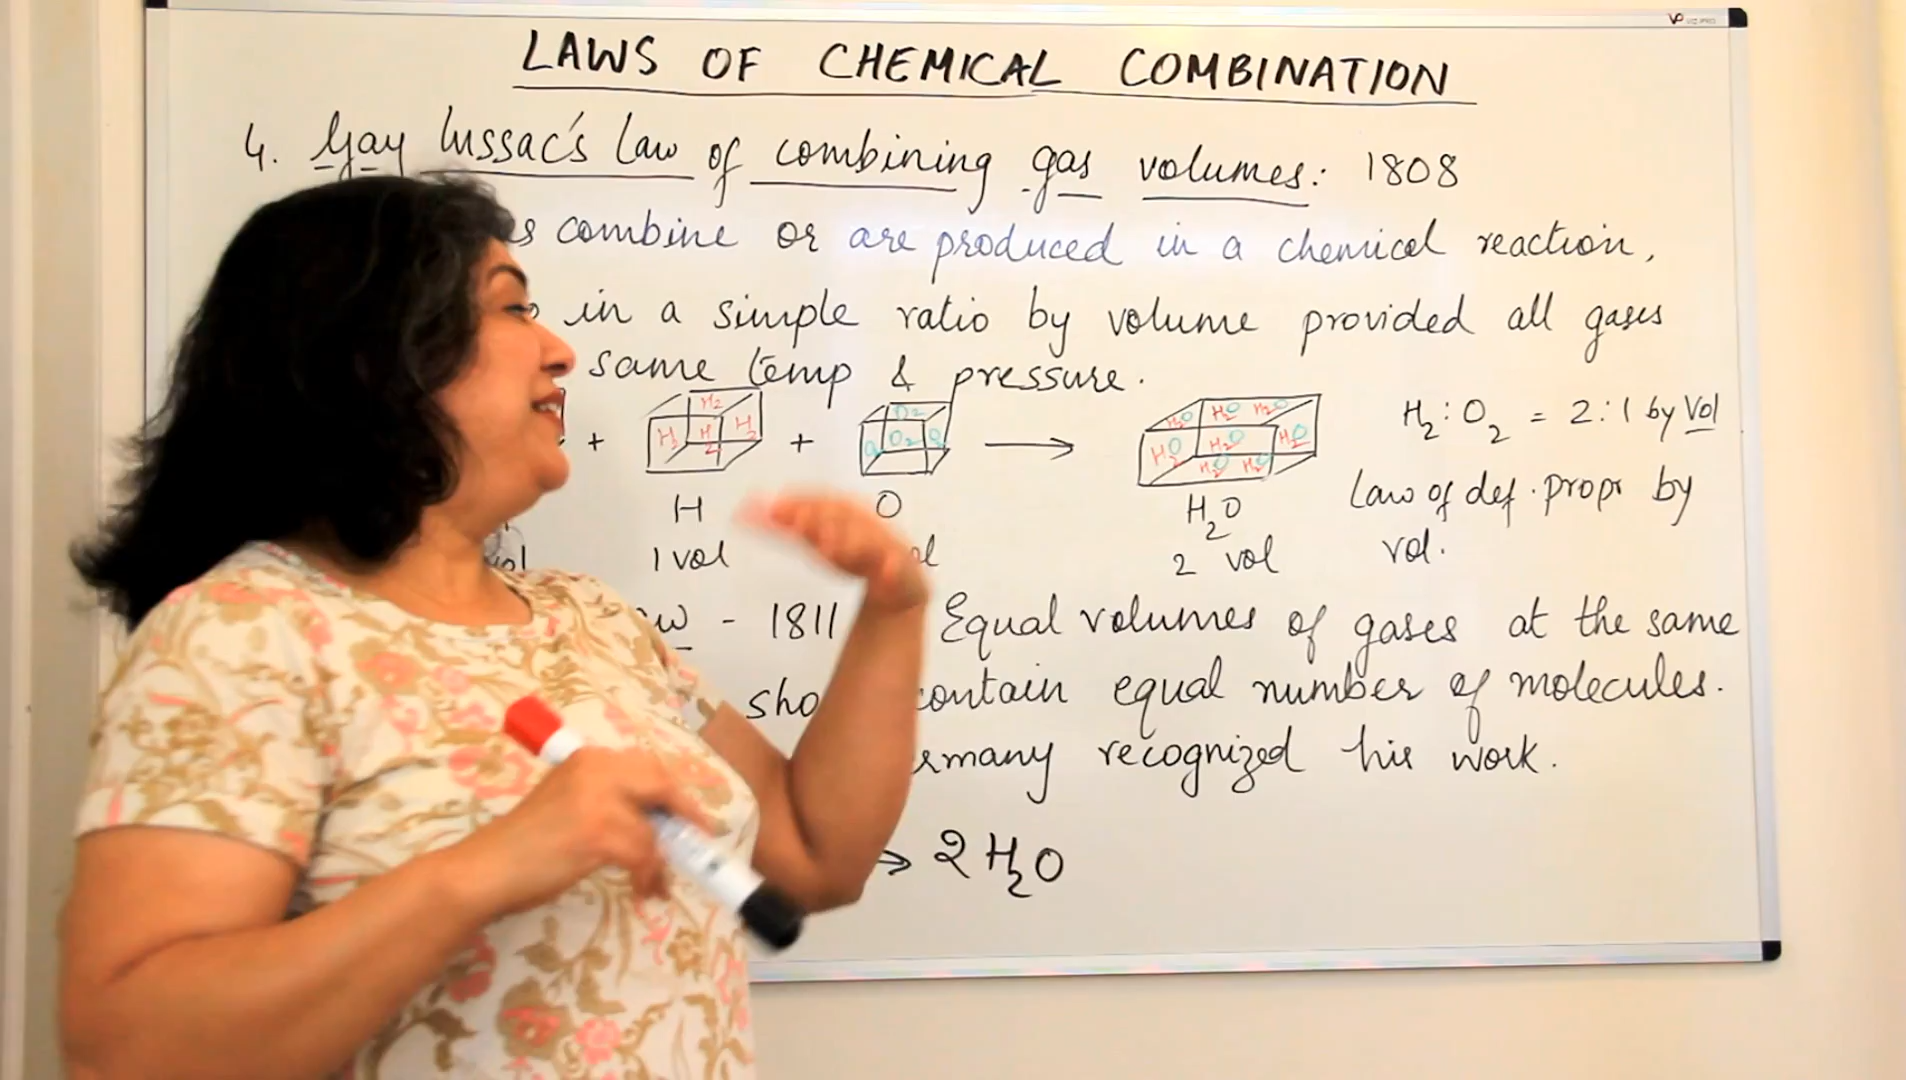 LAWS OF CHEMICAL COMBINATION
4. Gay Lussac's Law of combining gas volumes: 1808
combine or are produced in a chemical reaction,
in a simple ratio by volume provided all gases
same temp & pressure.
H2 O2 H2O H2O H2O
+ H2 H2 H2 + O2 → H2O H2O H2O H2:O2 = 2:1 by Vol
H2O H2O
H O H2O Law of def. propr by
vol 1 vol 2 vol vol.
- 1811 Equal volumes of gases at the same
contain equal number of molecules.
recognized his work.
→ 2H2O